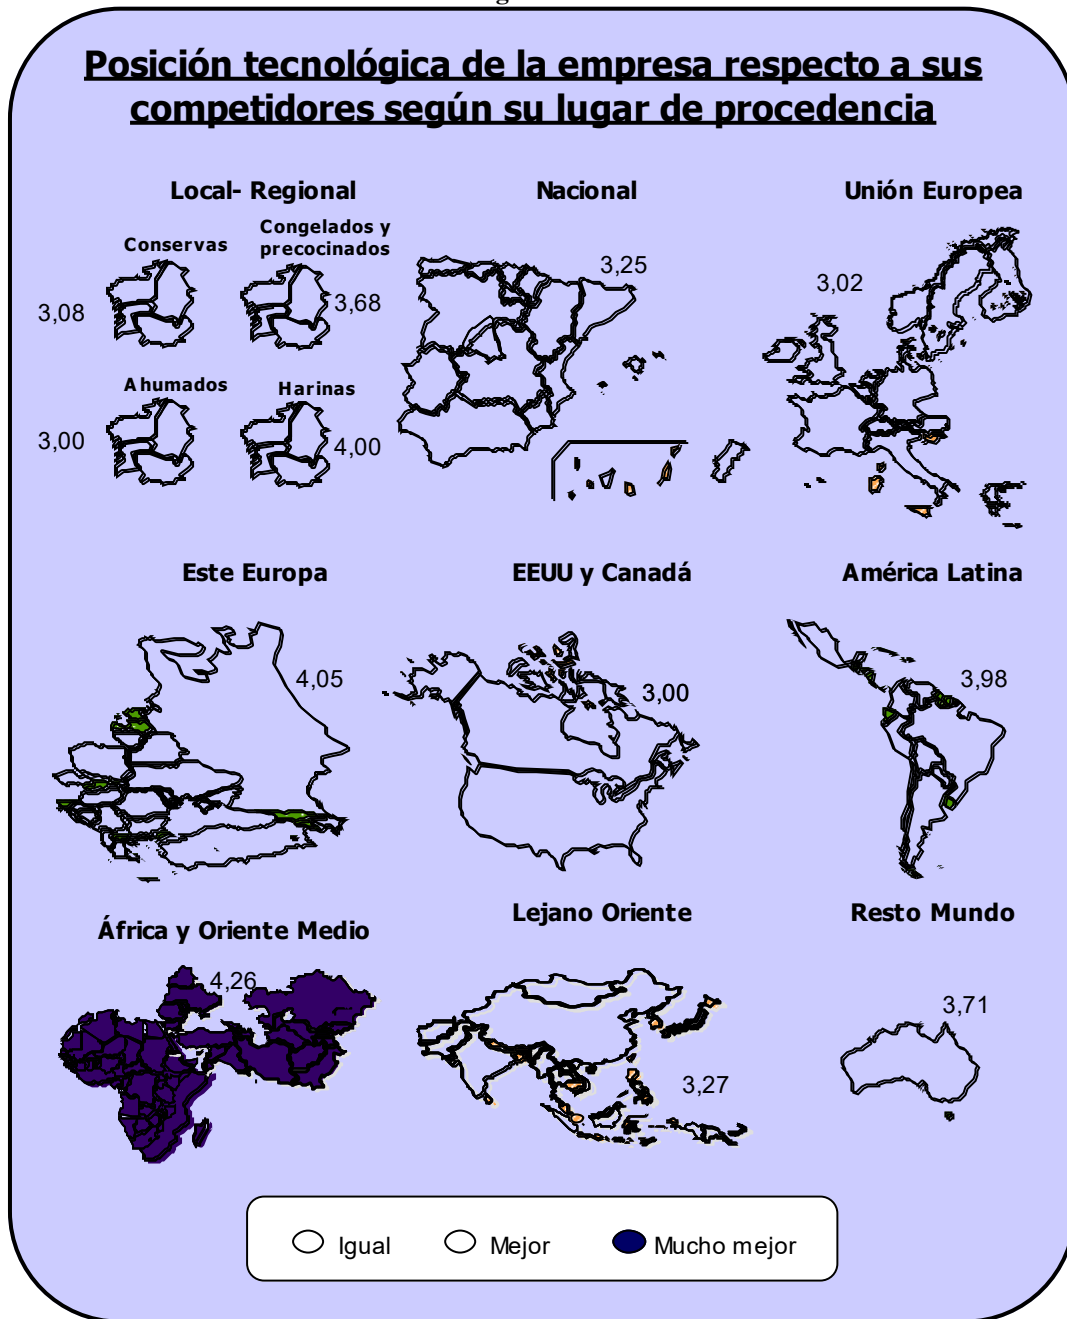 Posición tecnológica de la empresa respecto a sus
competidores según su lugar de procedencia
Local- Regional
Nacional
Unión Europea
Conservas
Congelados y
precocinados
3,08
3,68
3,25
3,02
Ahumados
Harinas
3,00
4,00
Este Europa
EEUU y Canadá
América Latina
4,05
3,00
3,98
África y Oriente Medio
Lejano Oriente
Resto Mundo
4,26
3,27
3,71
Igual
Mejor
Mucho mejor